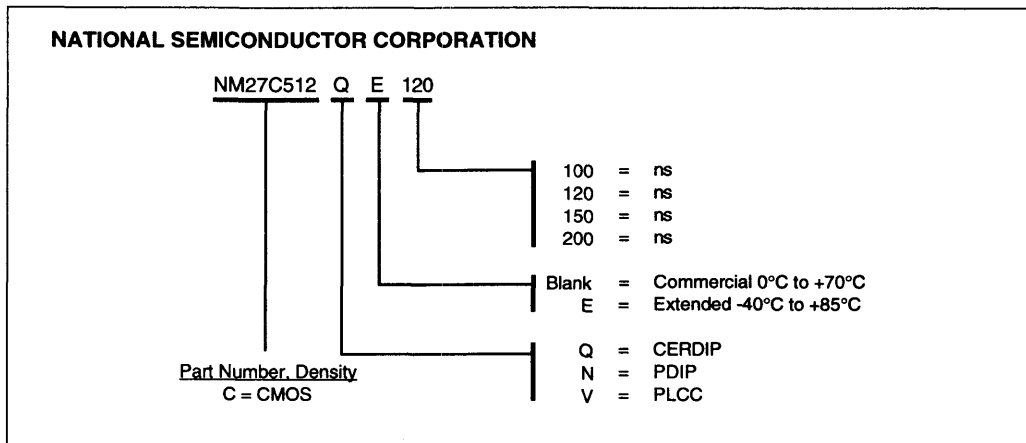 NATIONAL SEMICONDUCTOR CORPORATION
NM27C512 Q E 120
100 = ns
120 = ns
150 = ns
200 = ns
Blank = Commercial 0°C to +70°C
E = Extended -40°C to +85°C
Q = CERDIP
N = PDIP
V = PLCC
Part Number, Density
C = CMOS